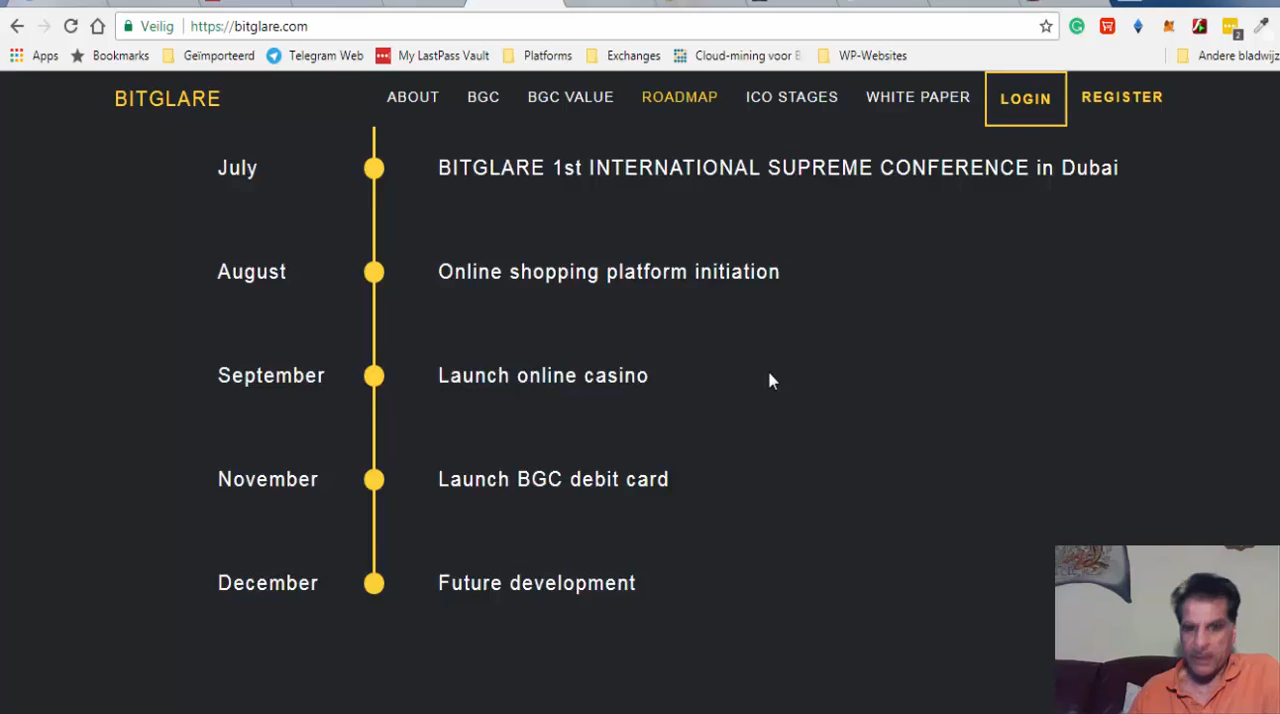 Veilig https://bitglare.com
2
Apps Bookmarks Geïmporteerd Telegram Web My LastPass Vault Platforms Exchanges Cloud-mining voor WP-Websites Andere bladwijz
BITGLARE ABOUT BGC BGC VALUE ROADMAP ICO STAGES WHITE PAPER LOGIN REGISTER
July BITGLARE 1st INTERNATIONAL SUPREME CONFERENCE in Dubai
August Online shopping platform initiation
September Launch online casino
November Launch BGC debit card
December Future development